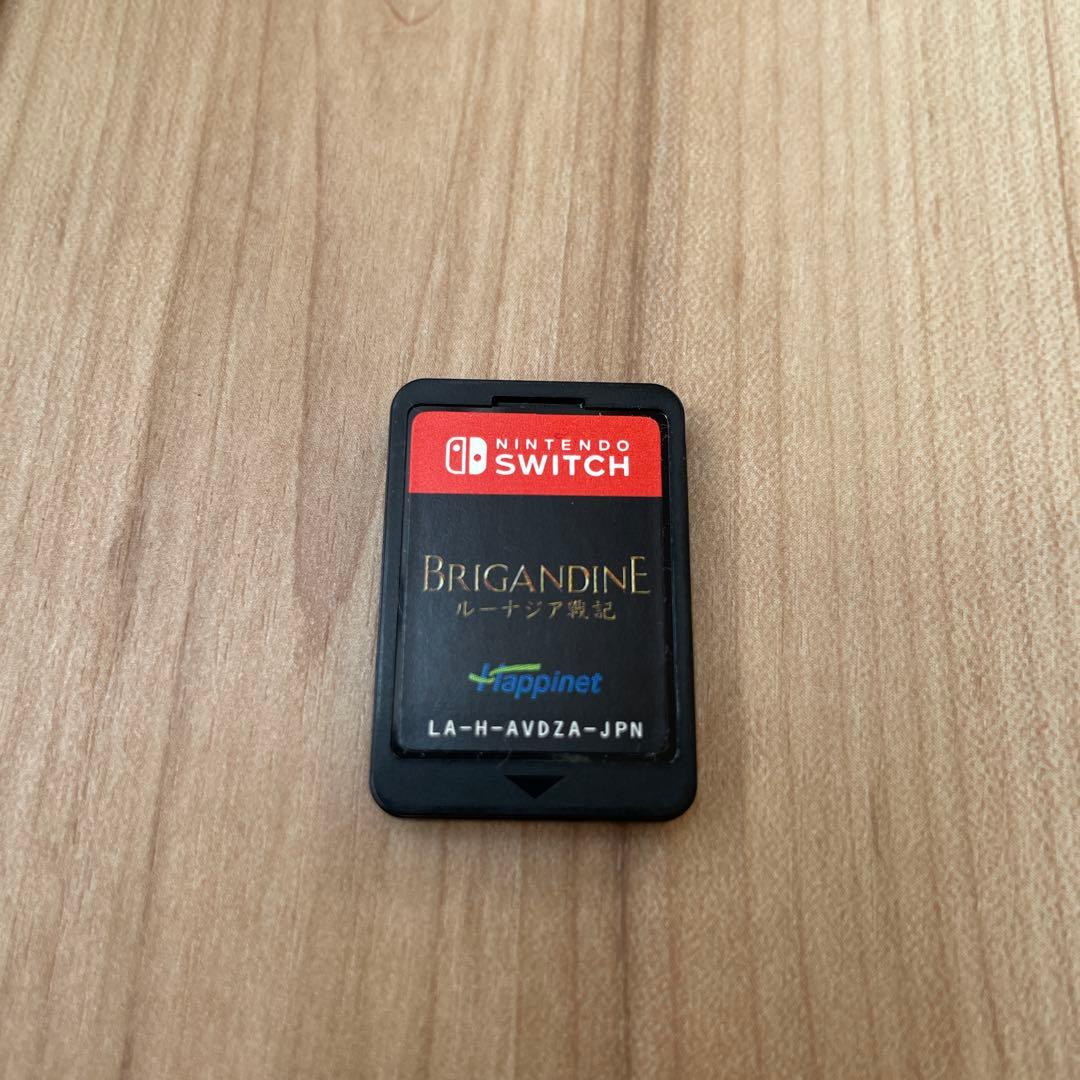 NINTENDO
SWITCH
BRIGANDINE
ルーナジア戦記
Happinet
LA-H-AVDZA-JPN